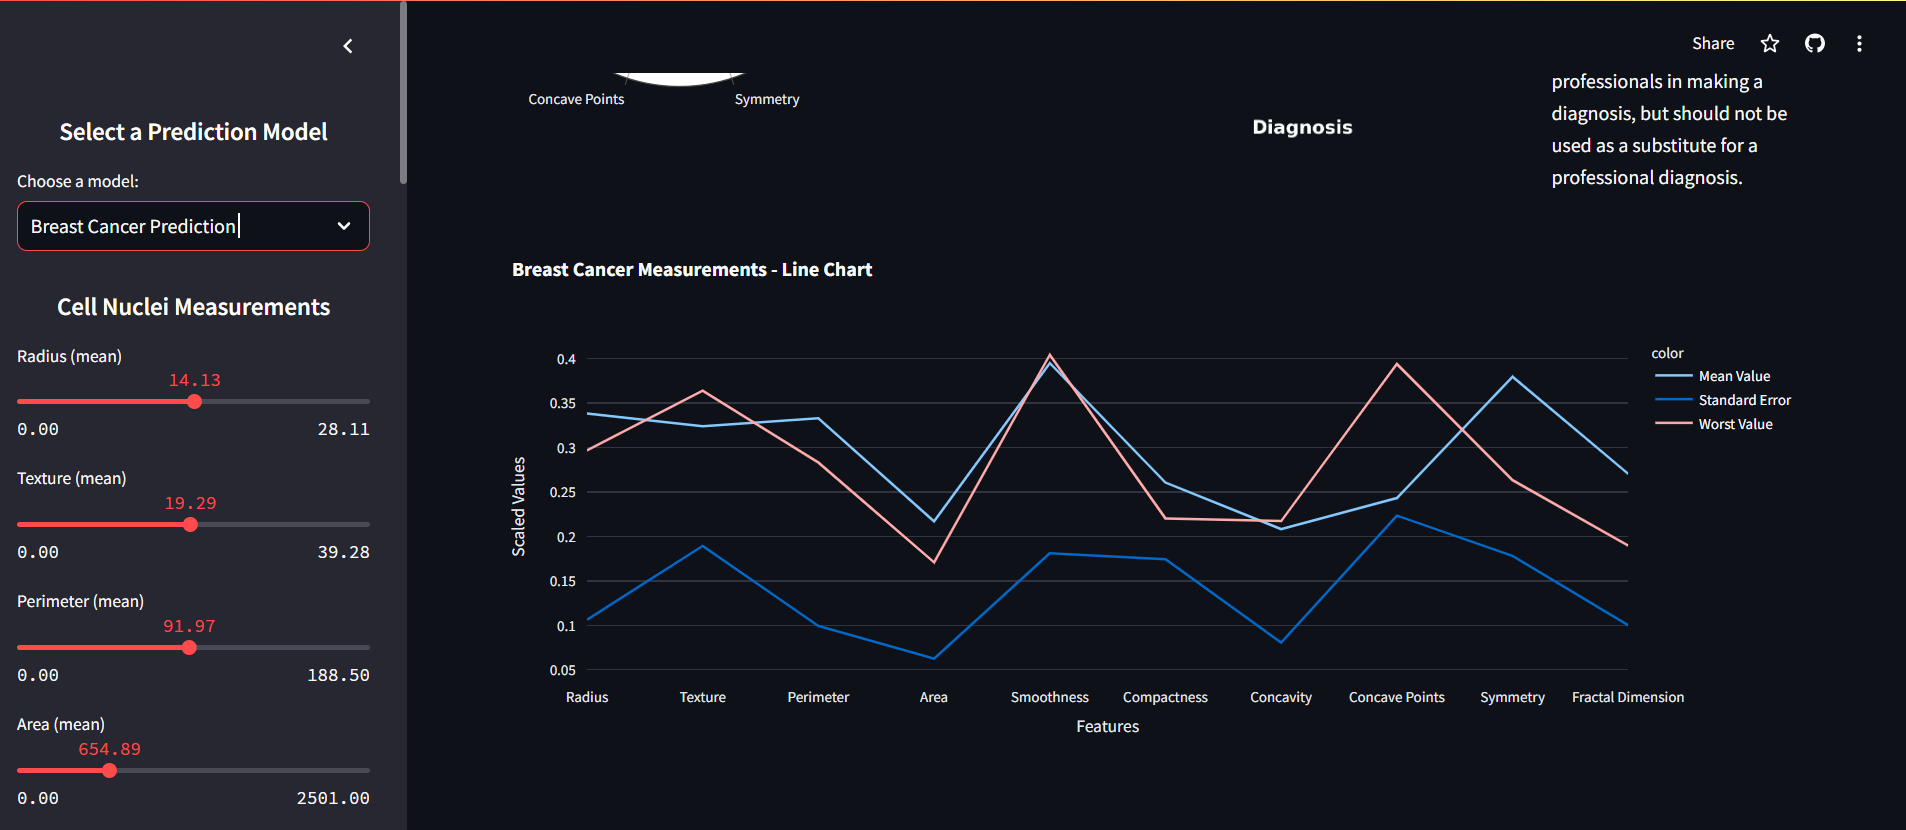 Select a Prediction Model
Choose a model:
Breast Cancer Prediction
Cell Nuclei Measurements
Radius (mean)
14.13
0.00 28.11
Texture (mean)
19.29
0.00 39.28
Perimeter (mean)
91.97
0.00 188.50
Area (mean)
654.89
0.00 2501.00
Share
Concave Points Symmetry
Diagnosis
professionals in making a
diagnosis, but should not be
used as a substitute for a
professional diagnosis.
Breast Cancer Measurements - Line Chart
color
Mean Value
Standard Error
Worst Value
Scaled Values
0.4
0.35
0.3
0.25
0.2
0.15
0.1
0.05
Radius Texture Perimeter Area Smoothness Compactness Concavity Concave Points Symmetry Fractal Dimension
Features